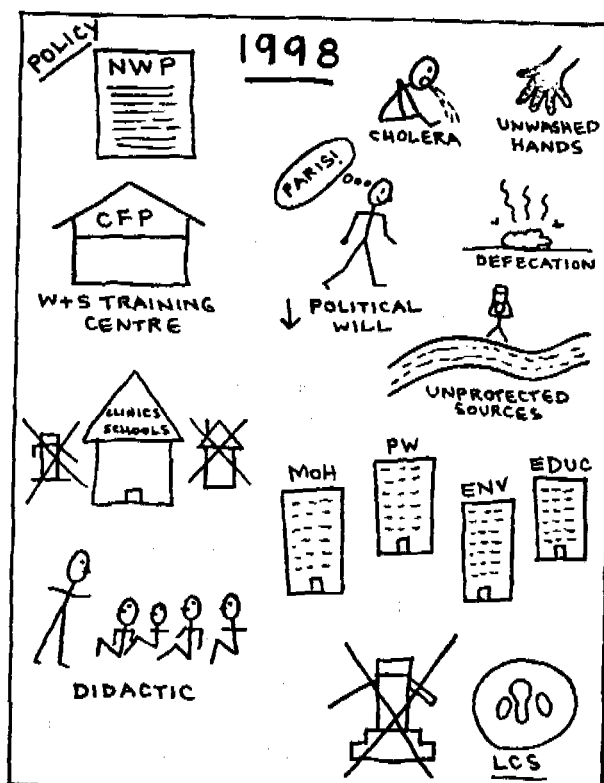 POLICY
1998
NWP
CHOLERA
UNWASHED
HANDS
PARIS!
CFP
DEFECATION
W+S TRAINING
CENTRE
↓ POLITICAL
WILL
UNPROTECTED
SOURCES
CLINICS
SCHOOLS
MOH
PW
ENV
EDUC
DIDACTIC
LCS